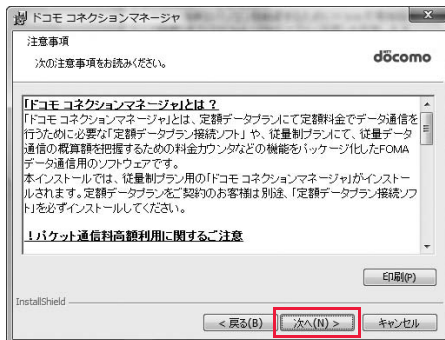 ドコモ コネクションマネージャ
注意事項
次の注意事項をお読みください。
döcomo
「ドコモ コネクションマネージャ」とは ?
「ドコモ コネクションマネージャ」とは、定額データプランにて定額料金でデータ通信を
行うために必要な「定額データプラン接続ソフト」 や、従量制プランにて、従量データ
通信の概算額を把握するための料金カウンタなどの機能をパッケージ化したFOMA
データ通信用のソフトウェアです。
本インストールでは、従量制プラン用の「ドコモ コネクションマネージャ」がインストー
ルされます。定額データプランをご契約のお客様は別途、「定額データプラン接続ソフ
ト」を必ずインストールしてください。
！パケット通信料高額利用に関するご注意
印刷(P)
InstallShield
< 戻る(B)
次へ(N) >
キャンセル